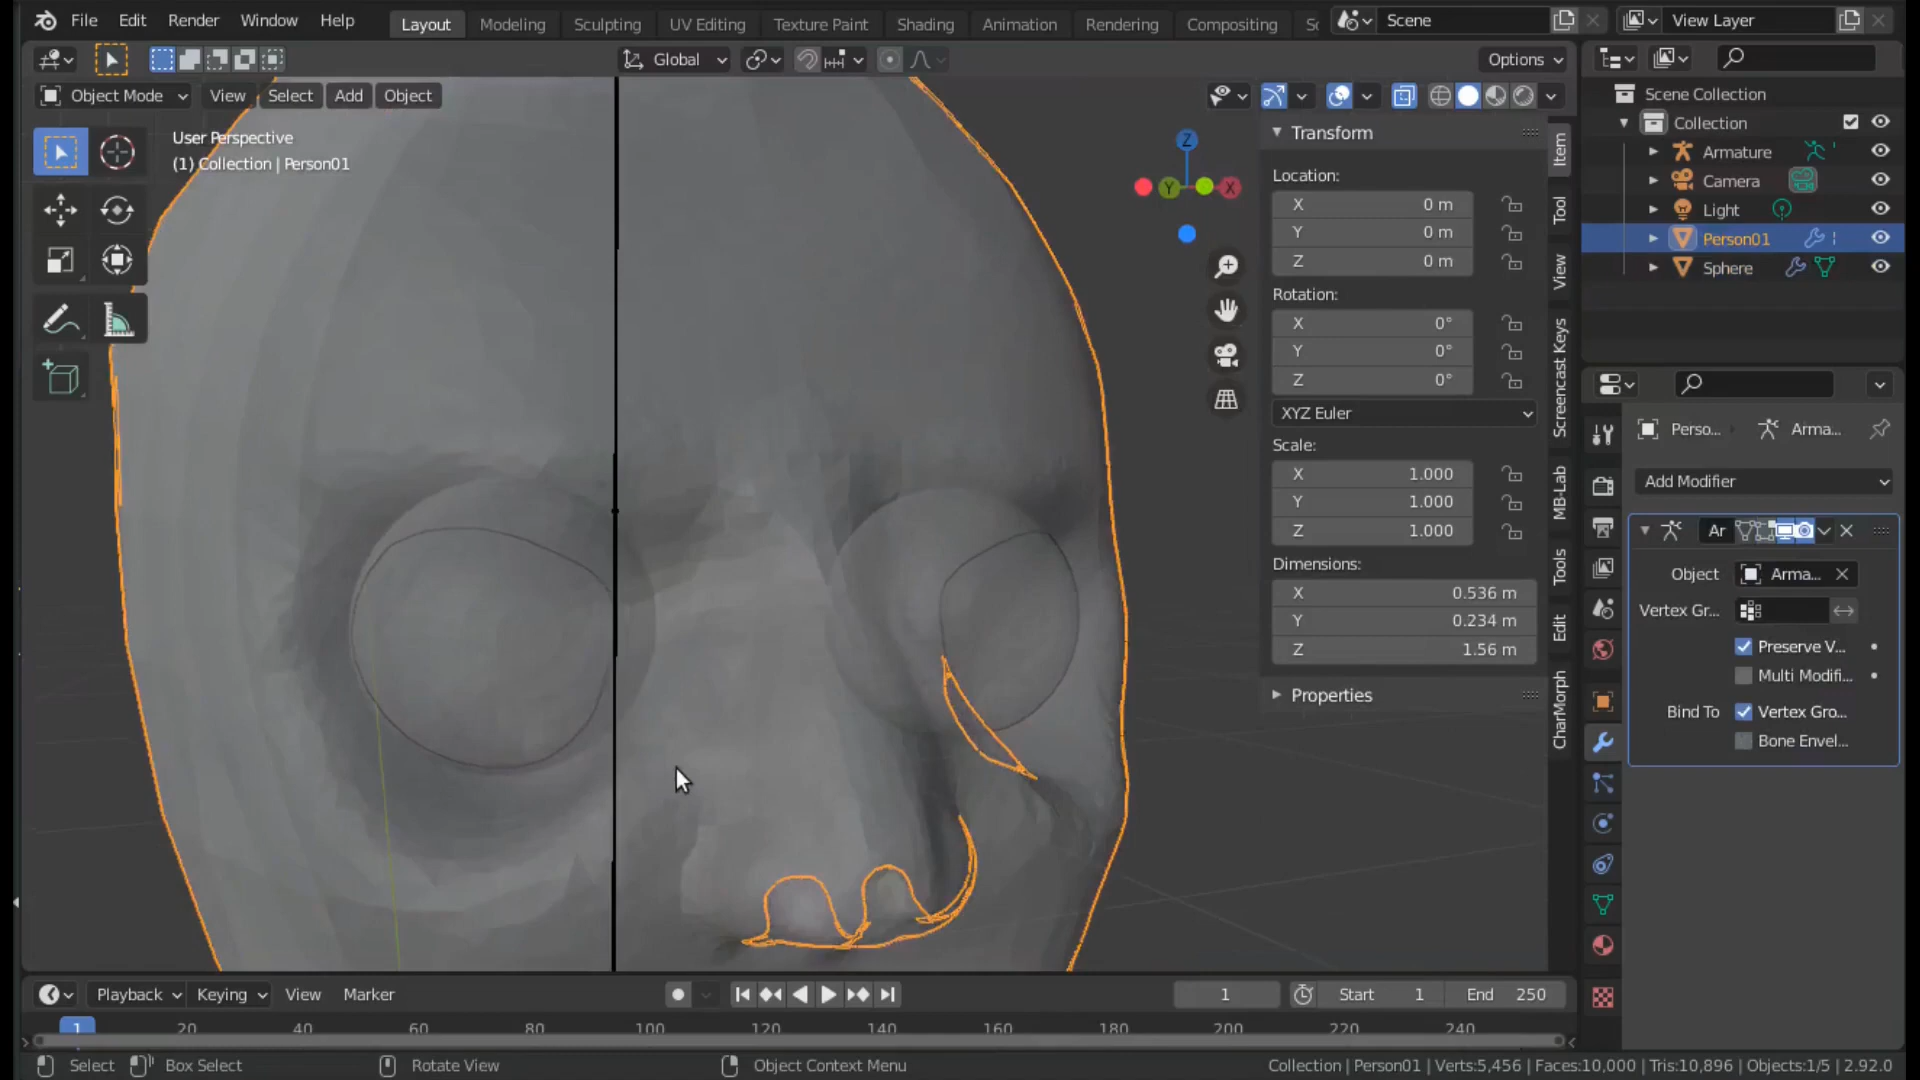 File Edit Render Window Help
Layout Modeling Sculpting UV Editing Texture Paint Shading Animation Rendering Compositing Sc
Scene
View Layer
Global
Options
Object Mode View Select Add Object
User Perspective
(1) Collection | Person01
Z
Y
X
Transform
Location:
X 0 m
Y 0 m
Z 0 m
Rotation:
X 0°
Y 0°
Z 0°
XYZ Euler
Scale:
X 1.000
Y 1.000
Z 1.000
Dimensions:
X 0.536 m
Y 0.234 m
Z 1.56 m
Properties
Item
Tool
View
Screencast Keys
MB-Lab
Tools
Edit
CharMorph
Scene Collection
Collection
Armature
Camera
Light
Person01
Sphere
Perso... Arma...
Add Modifier
Ar
Object Arma...
Vertex Gr...
Preserve V...
Multi Modifi...
Bind To Vertex Gro...
Bone Envel...
Playback Keying View Marker
1 Start 1 End 250
1 20 40 60 80 100 120 140 160 180 200 220 240
Select Box Select Rotate View Object Context Menu
Collection | Person01 | Verts:5,456 | Faces:10,000 | Tris:10,896 | Objects:1/5 | 2.92.0